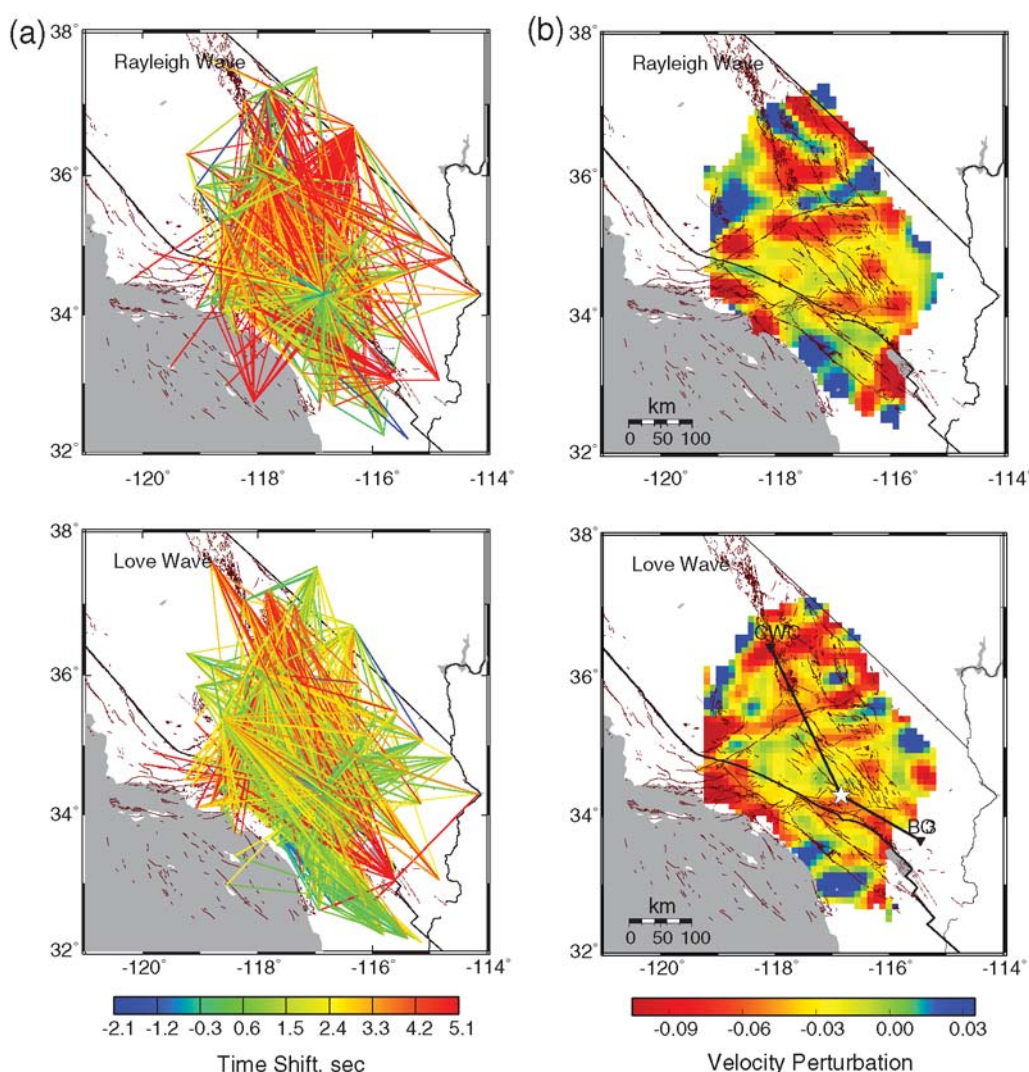 (a)
38°
Rayleigh Wave
36°
34°
32°
-120° -118° -116° -114°
(b)
38°
Rayleigh Wave
36°
34°
km
0 50 100
32°
-120° -118° -116° -114°
38°
Love Wave
36°
34°
32°
-120° -118° -116° -114°
38°
Love Wave
CWC
36°
34°
BC3
km
0 50 100
32°
-120° -118° -116° -114°
-2.1 -1.2 -0.3 0.6 1.5 2.4 3.3 4.2 5.1
Time Shift, sec
-0.09 -0.06 -0.03 0.00 0.03
Velocity Perturbation